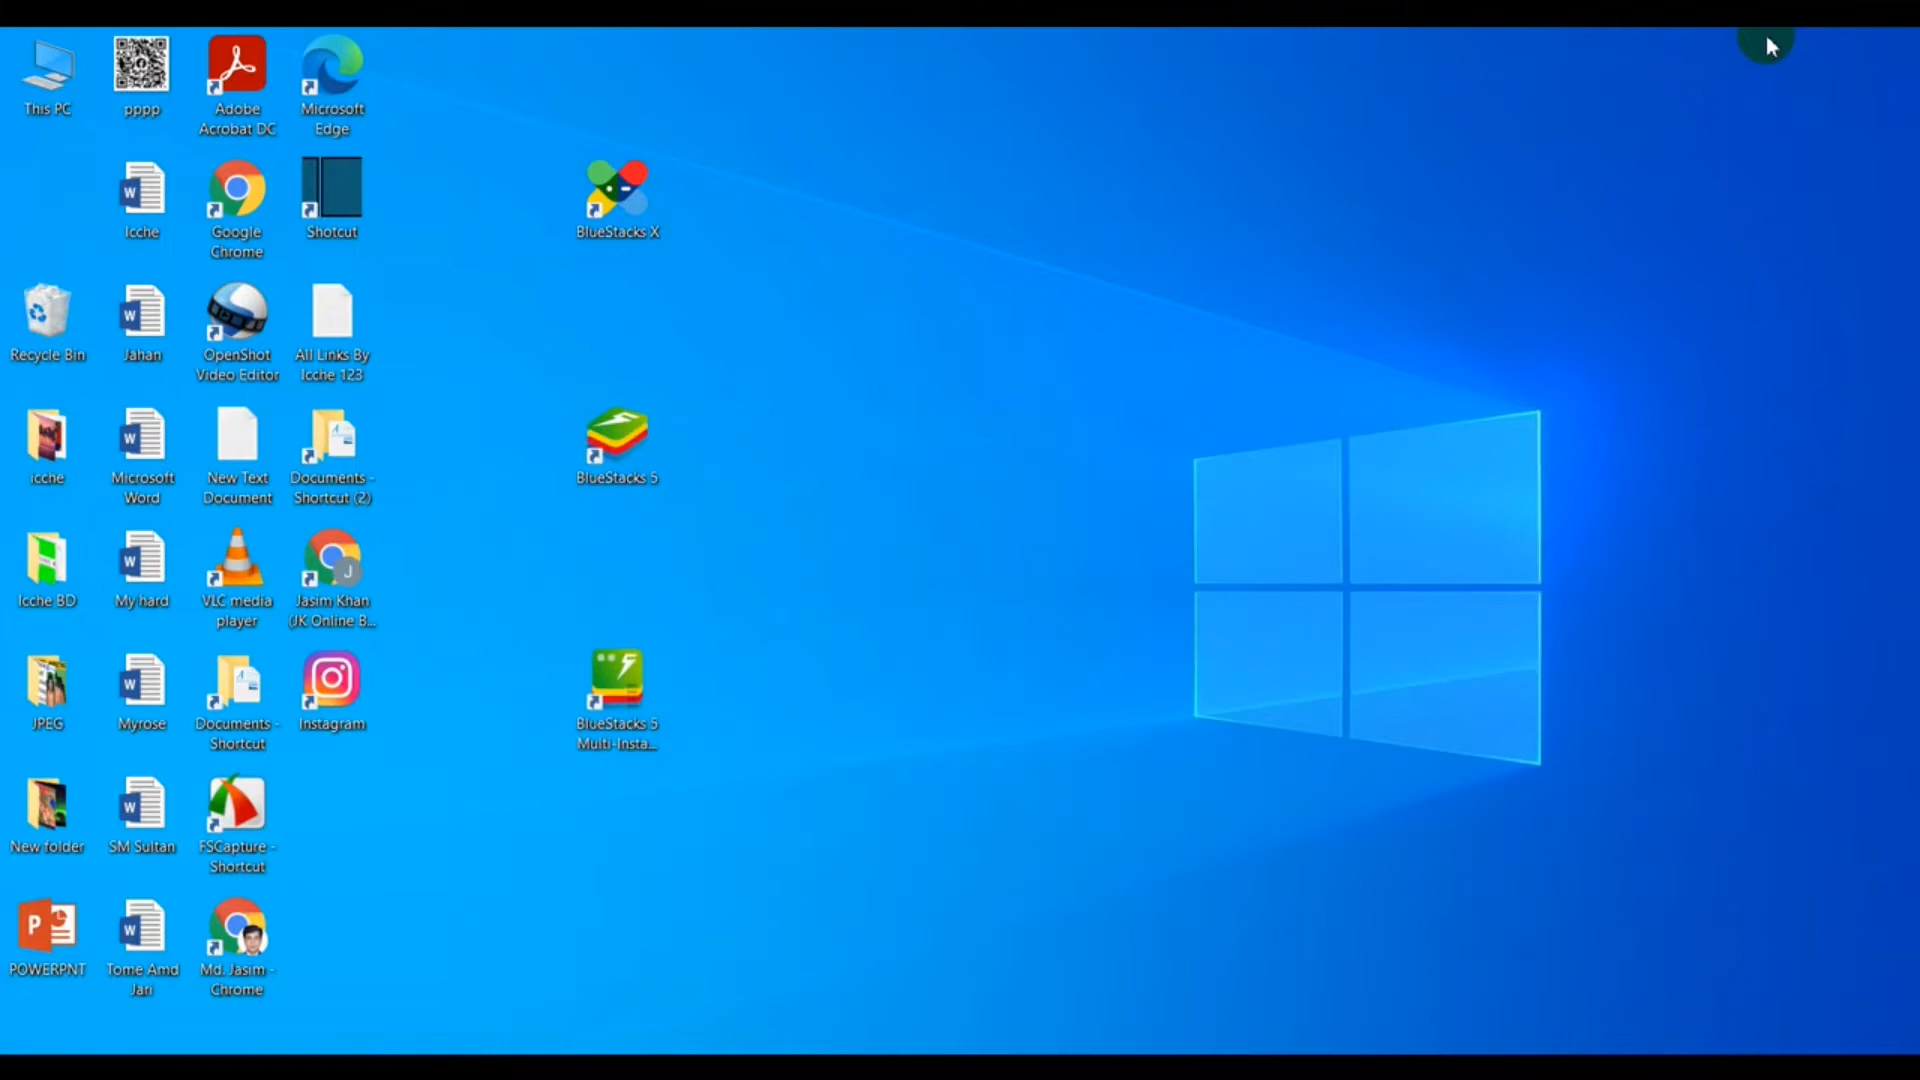 This PC
pppp
Adobe
Acrobat DC
Microsoft
Edge
Icche
Google
Chrome
Shotcut
BlueStacks X
Recycle Bin
Jahan
OpenShot
Video Editor
All Links By
Icche 123
icche
Microsoft
Word
New Text
Document
Documents -
Shortcut (2)
BlueStacks 5
Icche BD
My hard
VLC media
player
Jasim Khan
(JK Online B...
J
JPEG
Myrose
Documents -
Shortcut
Instagram
BlueStacks 5
Multi-Insta...
New folder
SM Sultan
FSCapture -
Shortcut
POWERPNT
Tome Amd
Jari
Md. Jasim -
Chrome